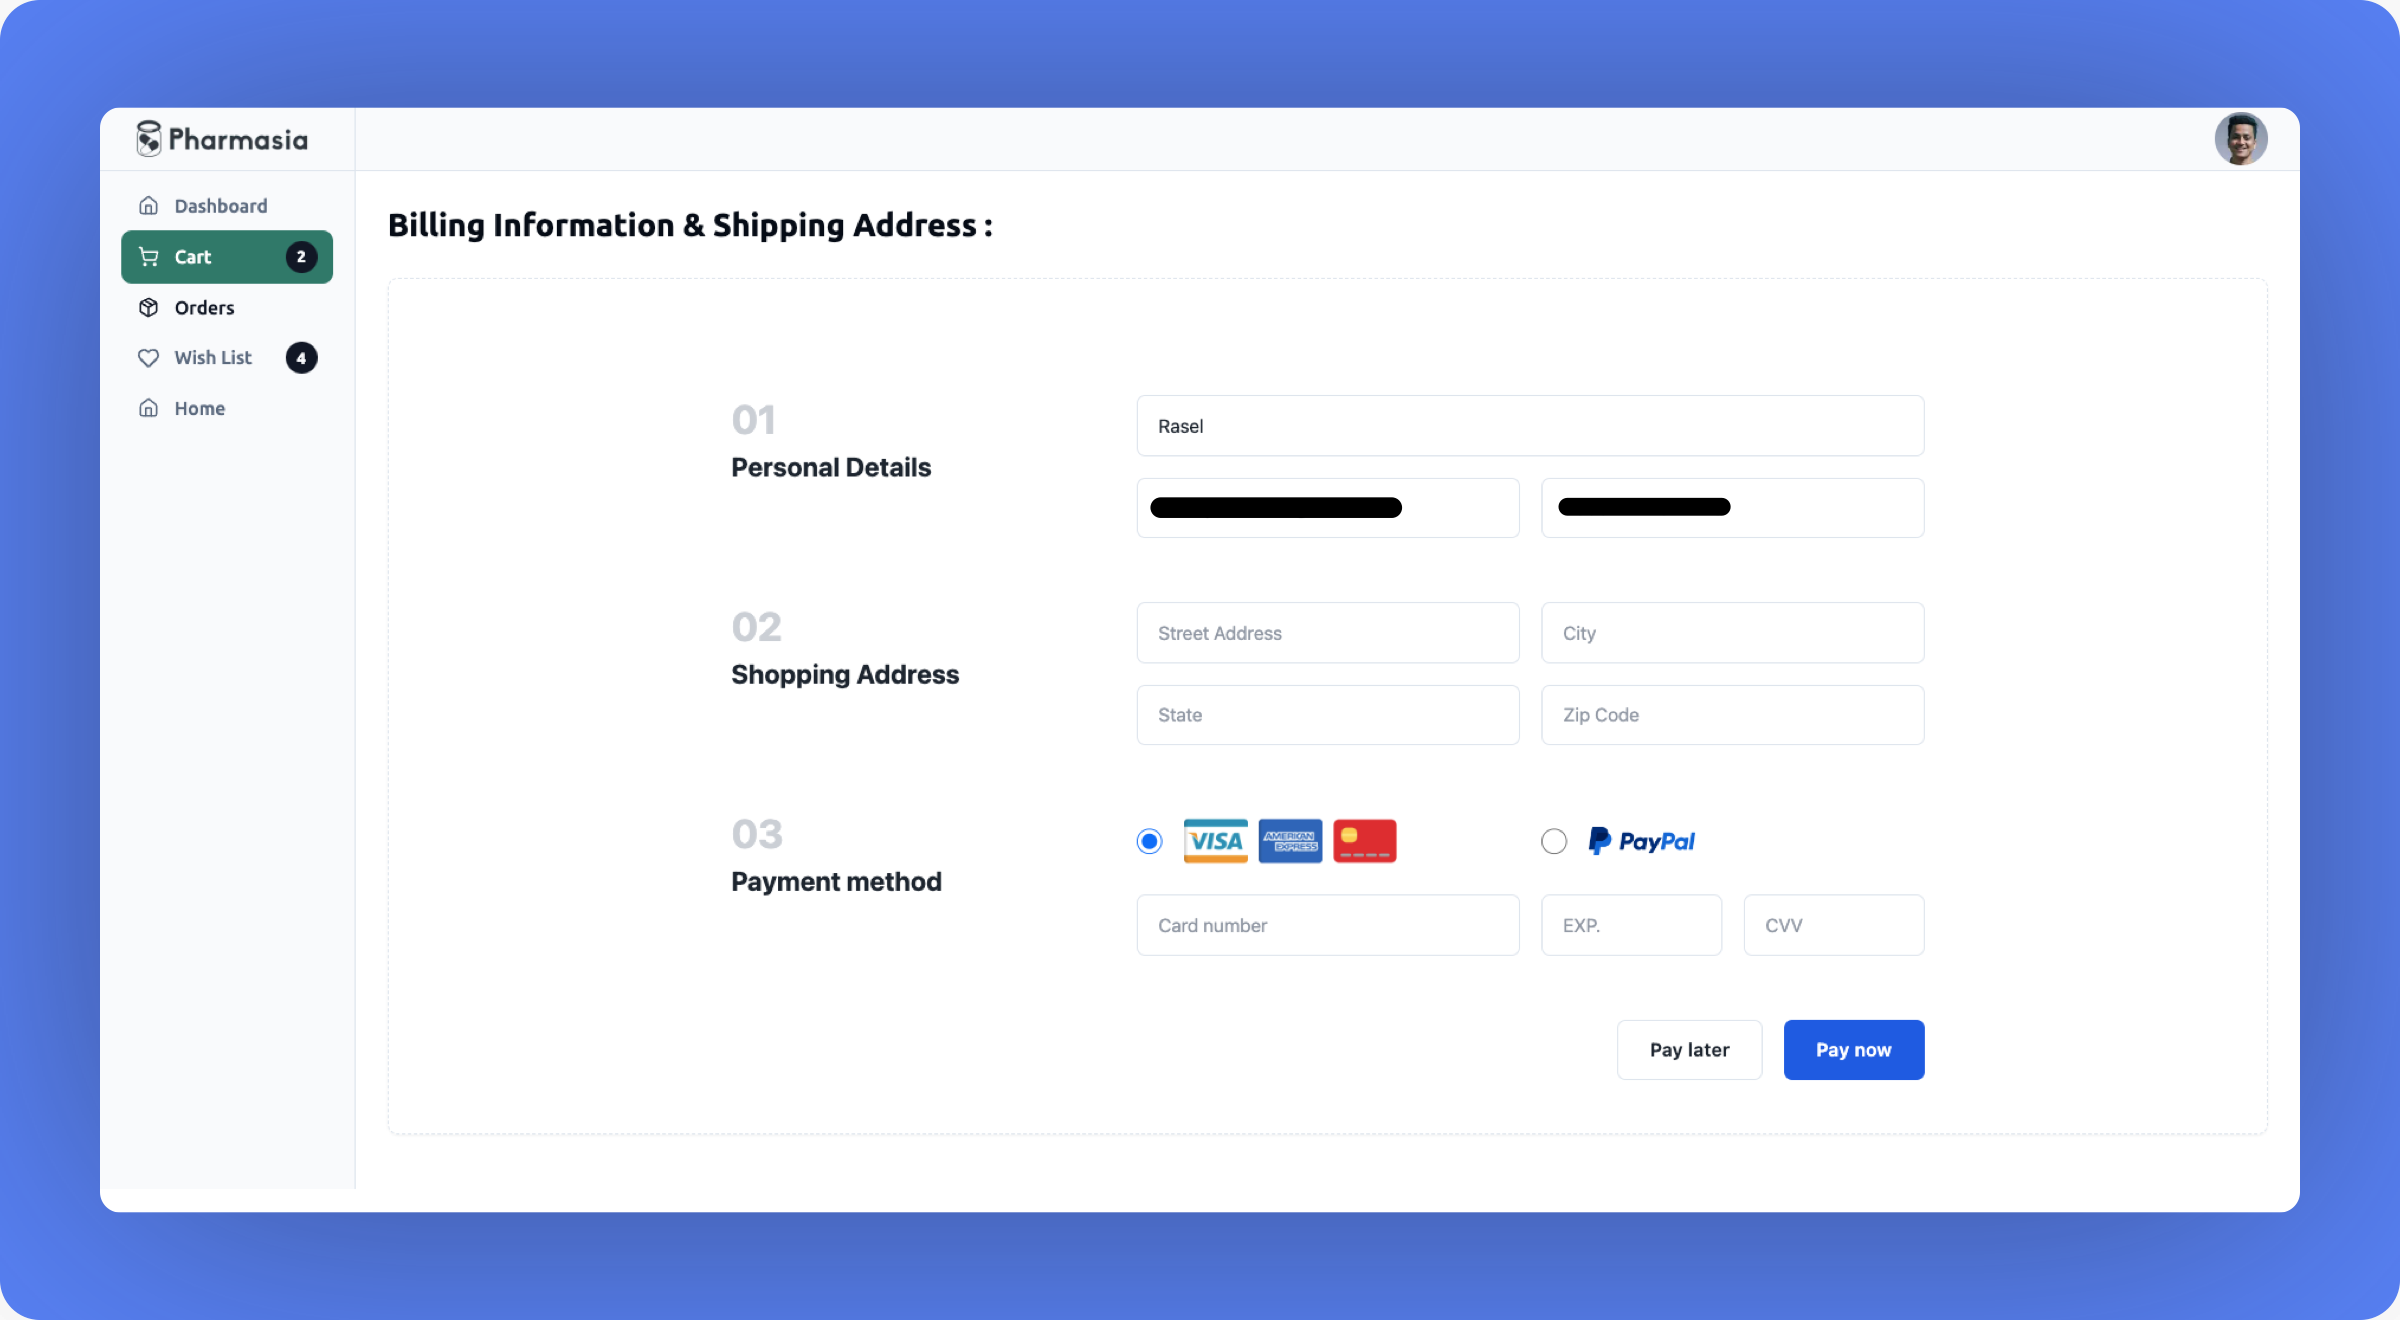 Pharmasia
Dashboard
Cart 2
Orders
Wish List 4
Home
Billing Information & Shipping Address :
01
Personal Details
Rasel
02
Shopping Address
Street Address
City
State
Zip Code
03
Payment method
VISA
AMERICAN
EXPRESS
PayPal
Card number
EXP.
CVV
Pay later
Pay now